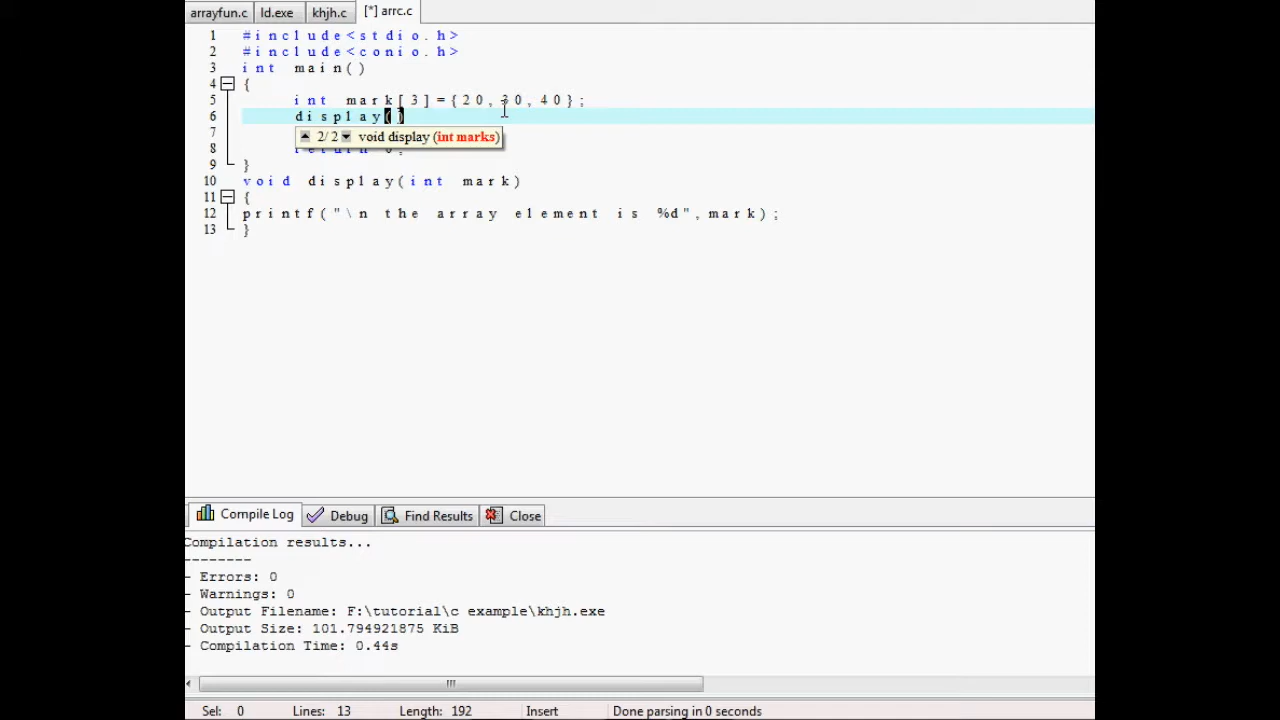 arrayfun.c ld.exe khjh.c [*] arrc.c
1 #include<stdio.h>
2 #include<conio.h>
3 int main()
4 {
5 int mark[3]={20,30,40};
6 display()
2/2 void display (int marks)
7
8 return 0;
9 }
10 void display(int mark)
11 {
12 printf("\n the array element is %d",mark);
13 }
Compile Log Debug Find Results Close
Compilation results...
--------
- Errors: 0
- Warnings: 0
- Output Filename: F:\tutorial\c example\khjh.exe
- Output Size: 101.794921875 KiB
- Compilation Time: 0.44s
Sel: 0 Lines: 13 Length: 192 Insert Done parsing in 0 seconds